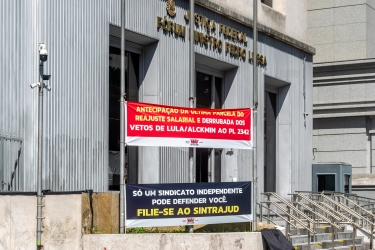 JUSTIÇA FEDERAL
FÓRUM MINISTRO PEDRO LESSA
ANTECIPAÇÃO DA ÚLTIMA PARCELA DO
REAJUSTE SALARIAL E DERRUBADA DOS
VETOS DE LULA/ALCKMIN AO PL 2342
SÓ UM SINDICATO INDEPENDENTE
PODE DEFENDER VOCÊ.
FILIE-SE AO SINTRAJUD